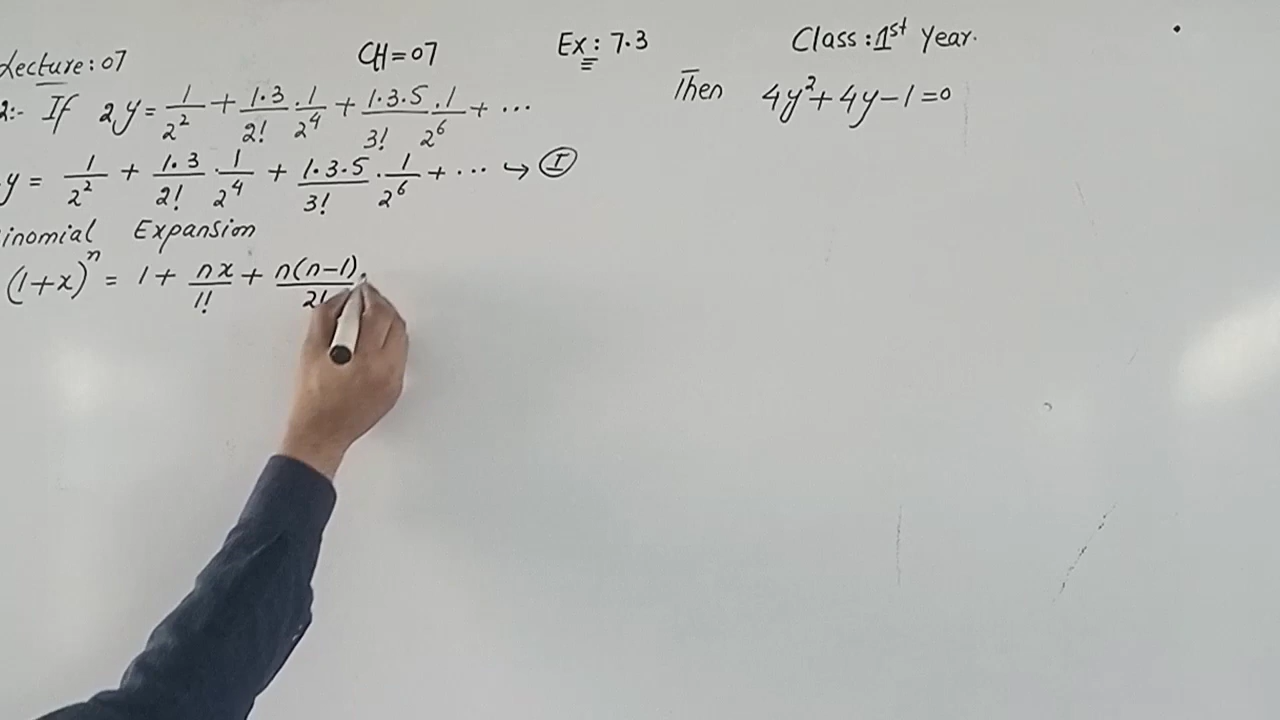 Lecture: 07 CH=07 Ex: 7.3 Class: 1st Year.
2:- If 2y = 1/2² + 1·3/2! · 1/2⁴ + 1·3·5/3! · 1/2⁶ + ... Then 4y²+4y-1=0
y = 1/2² + 1·3/2! · 1/2⁴ + 1·3·5/3! · 1/2⁶ + ... → Ⓘ
inomial Expansion
(1+x)ⁿ = 1 + nx/1! + n(n-1)/2!